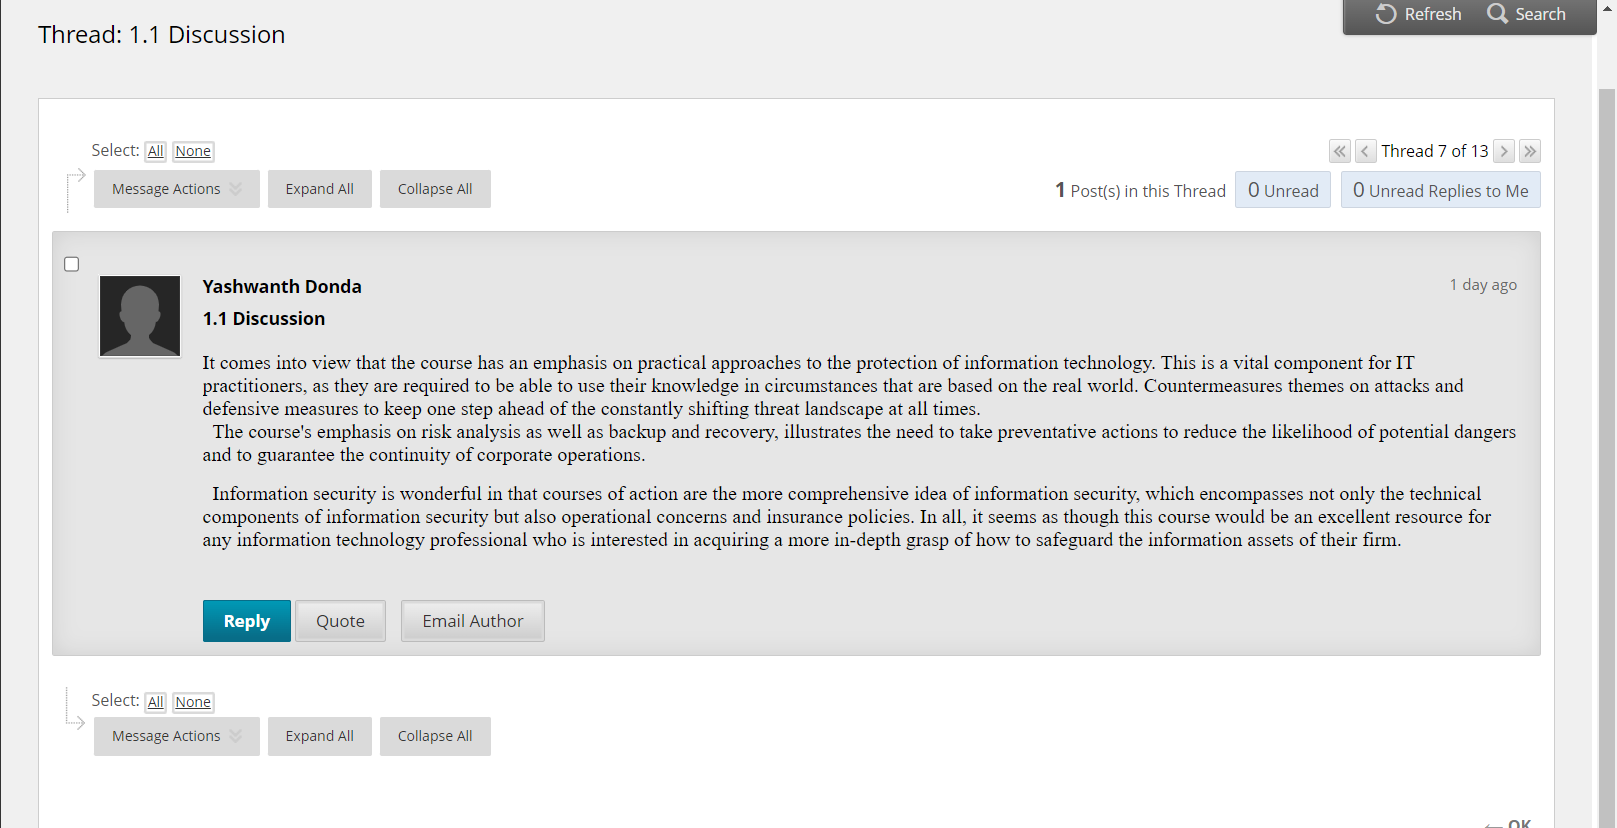 Refresh Search
Thread: 1.1 Discussion
Select: All None
Thread 7 of 13
Message Actions Expand All Collapse All
1 Post(s) in this Thread 0 Unread 0 Unread Replies to Me
Yashwanth Donda
1 day ago
1.1 Discussion
It comes into view that the course has an emphasis on practical approaches to the protection of information technology. This is a vital component for IT
practitioners, as they are required to be able to use their knowledge in circumstances that are based on the real world. Countermeasures themes on attacks and
defensive measures to keep one step ahead of the constantly shifting threat landscape at all times.
The course's emphasis on risk analysis as well as backup and recovery, illustrates the need to take preventative actions to reduce the likelihood of potential dangers
and to guarantee the continuity of corporate operations.
Information security is wonderful in that courses of action are the more comprehensive idea of information security, which encompasses not only the technical
components of information security but also operational concerns and insurance policies. In all, it seems as though this course would be an excellent resource for
any information technology professional who is interested in acquiring a more in-depth grasp of how to safeguard the information assets of their firm.
Reply Quote Email Author
Select: All None
Message Actions Expand All Collapse All
← OK